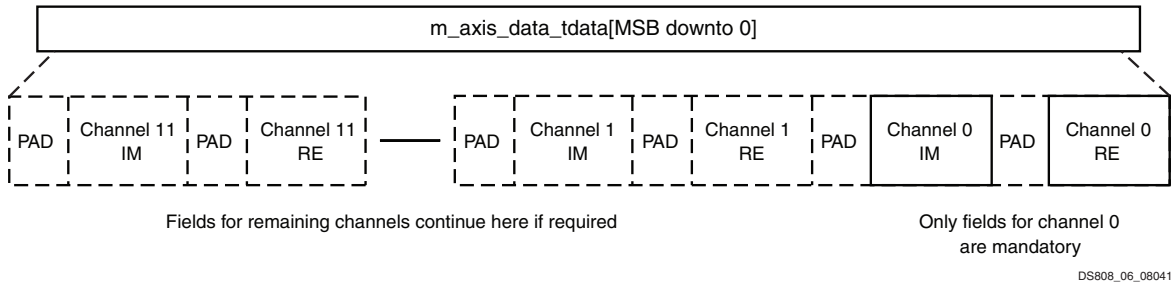 m_axis_data_tdata[MSB downto 0]
PAD
Channel 11
IM
PAD
Channel 11
RE
PAD
Channel 1
IM
PAD
Channel 1
RE
PAD
Channel 0
IM
PAD
Channel 0
RE
Fields for remaining channels continue here if required
Only fields for channel 0
are mandatory
DS808_06_08041